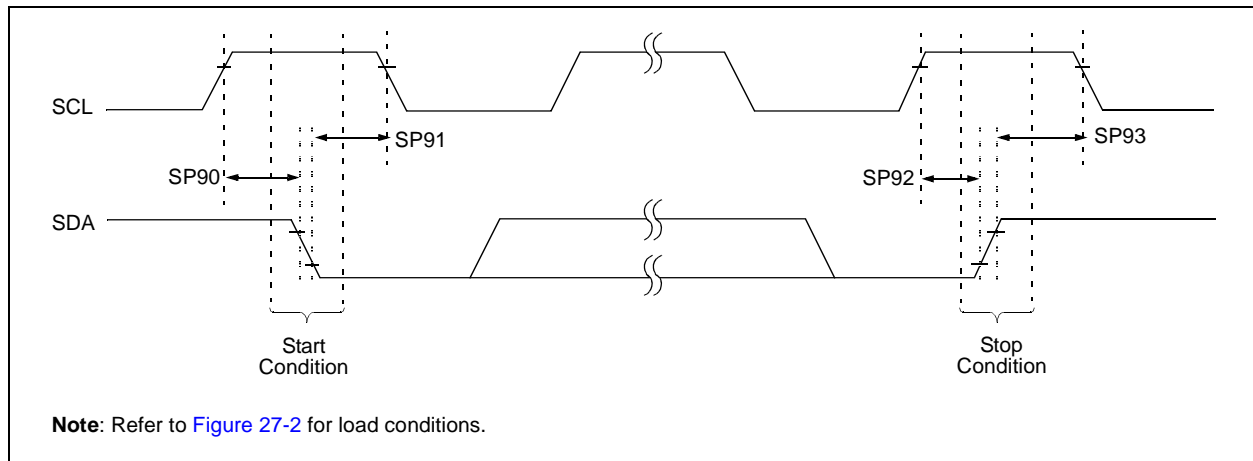 SCL
SP91
SP93
SP90
SP92
SDA
Start
Condition
Stop
Condition
Note: Refer to Figure 27-2 for load conditions.